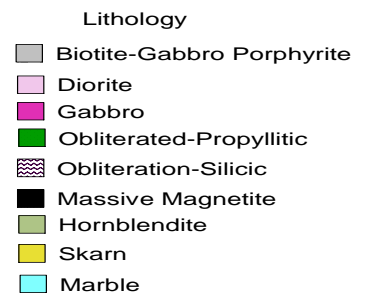 Lithology
Biotite-Gabbro Porphyrite
Diorite
Gabbro
Obliterated-Propyllitic
Obliteration-Silicic
Massive Magnetite
Hornblendite
Skarn
Marble